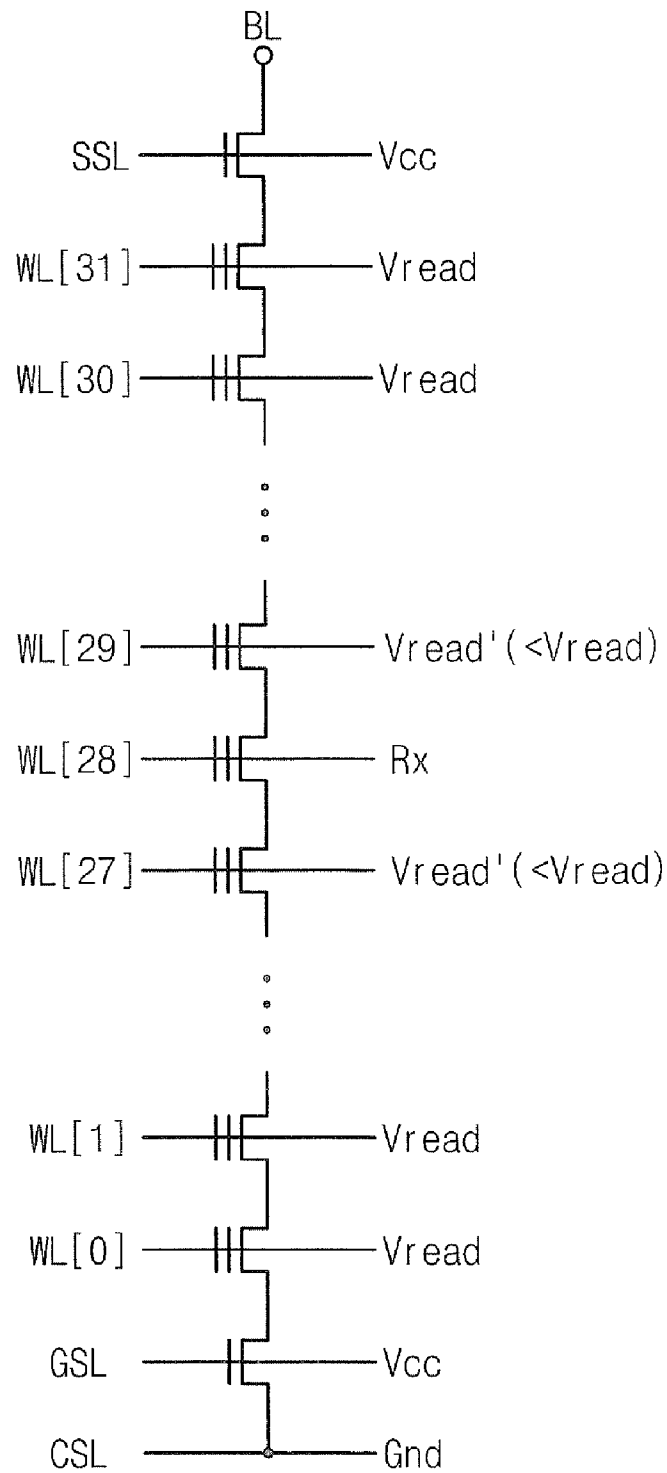 BL
SSL Vcc
WL[31] Vread
WL[30] Vread
WL[29] Vread'(<Vread)
WL[28] Rx
WL[27] Vread'(<Vread)
WL[1] Vread
WL[0] Vread
GSL Vcc
CSL Gnd